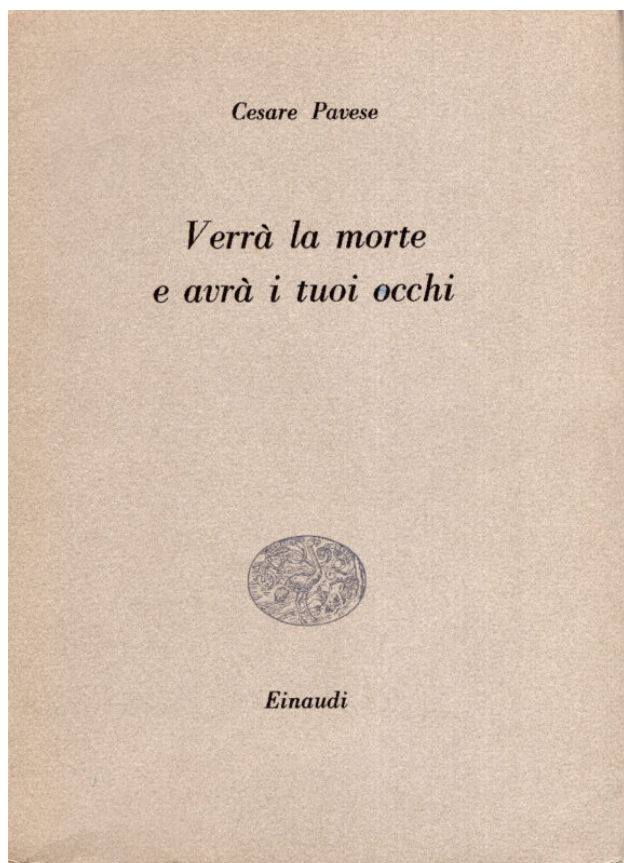 Cesare Pavese
Verrà la morte
e avrà i tuoi occhi
Einaudi